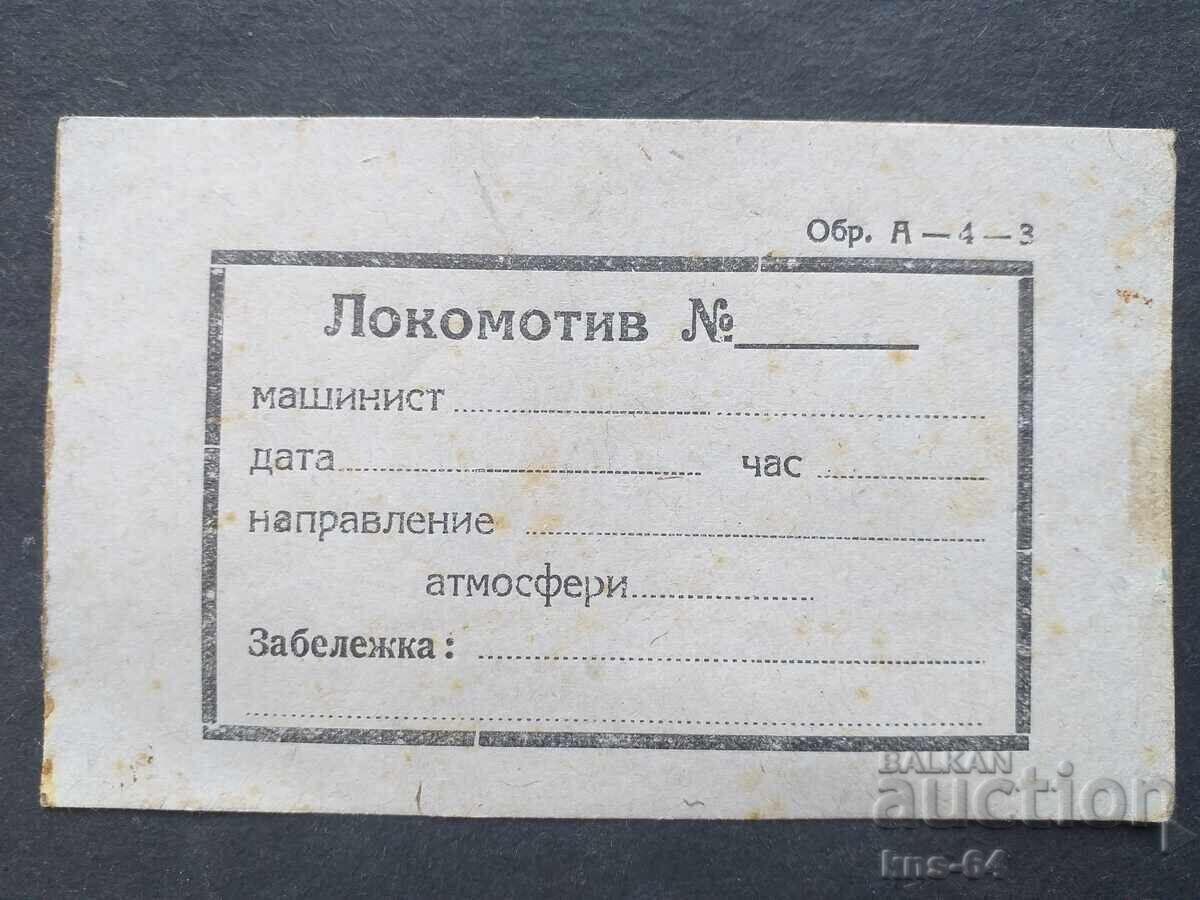 Обр. А — 4 — 3
Локомотив №
машинист
дата час
направление
атмосфери
Забележка:
BALKAN
auction
kns-64